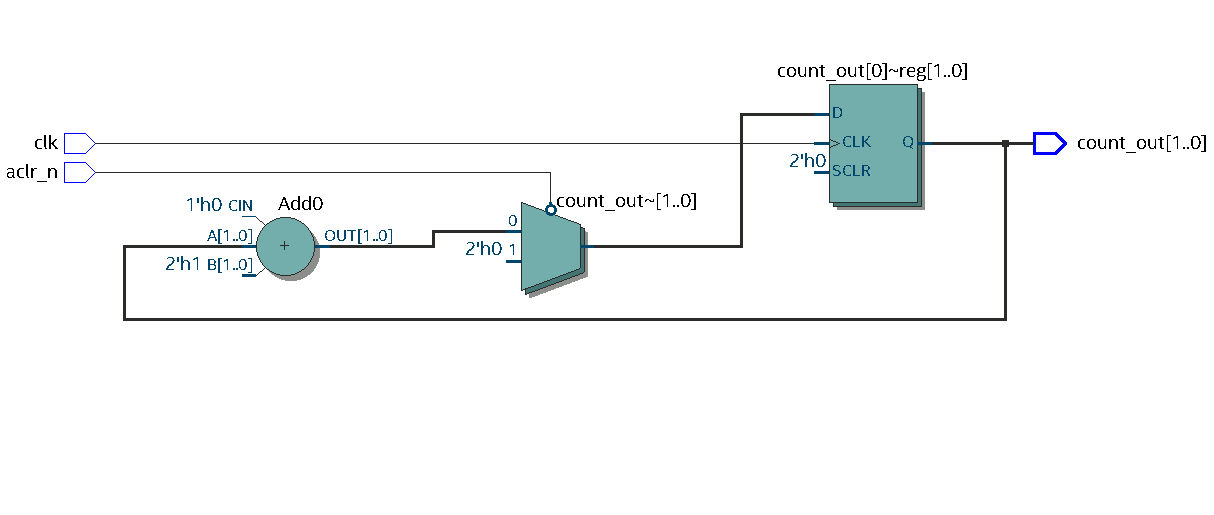 count_out[0]~reg[1..0]
D
clk
CLK
Q
count_out[1..0]
2'h0
SCLR
aclr_n
count_out~[1..0]
1'h0 CIN
Add0
0
A[1..0]
+
OUT[1..0]
2'h0 1
2'h1 B[1..0]